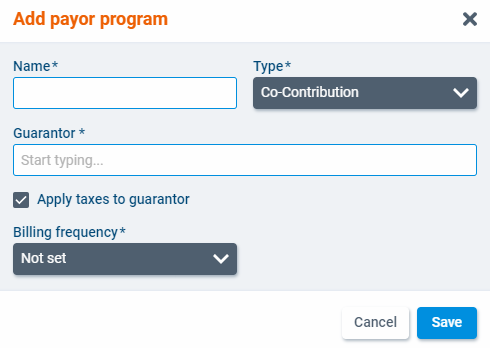 Add payor program
Name* Type*
Co-Contribution
Guarantor *
Start typing...
Apply taxes to guarantor
Billing frequency*
Not set
Cancel Save